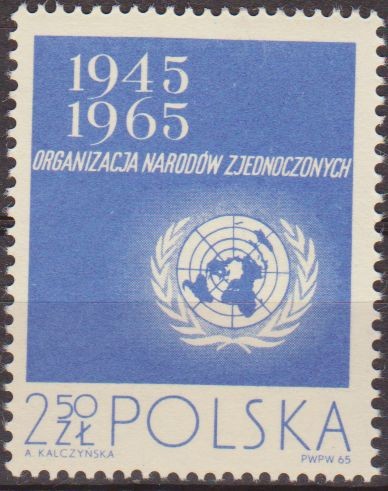 1945
1965
ORGANIZACJA NARODÓW ZJEDNOCZONYCH
2 50 ZŁ POLSKA
A. KALCZYŃSKA PWPW 65